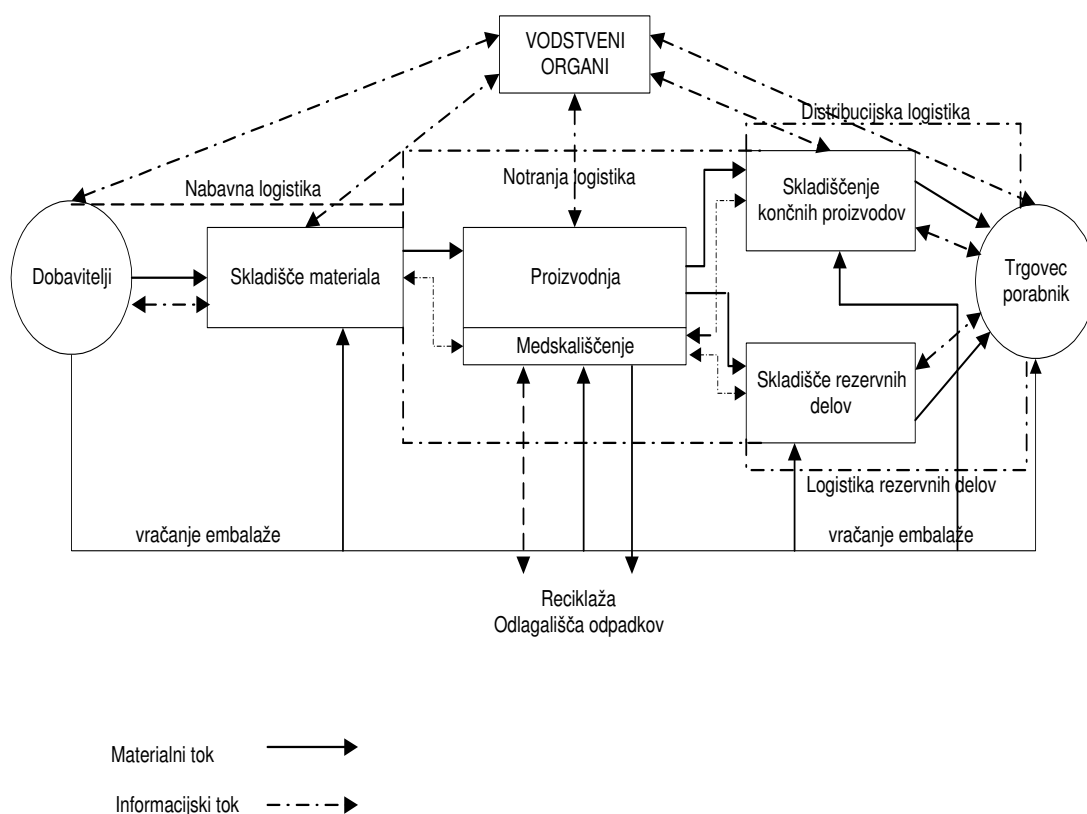 VODSTVENI
ORGANI
Distribucijska logistika
Nabavna logistika
Notranja logistika
Skladiščenje
končnih proizvodov
Dobavitelji
Skladišče materiala
Proizvodnja
Trgovec
porabnik
Medskališčenje
Skladišče rezervnih
delov
Logistika rezervnih delov
vračanje embalaže
vračanje embalaže
Reciklaža
Odlagališča odpadkov
Materialni tok
Informacijski tok